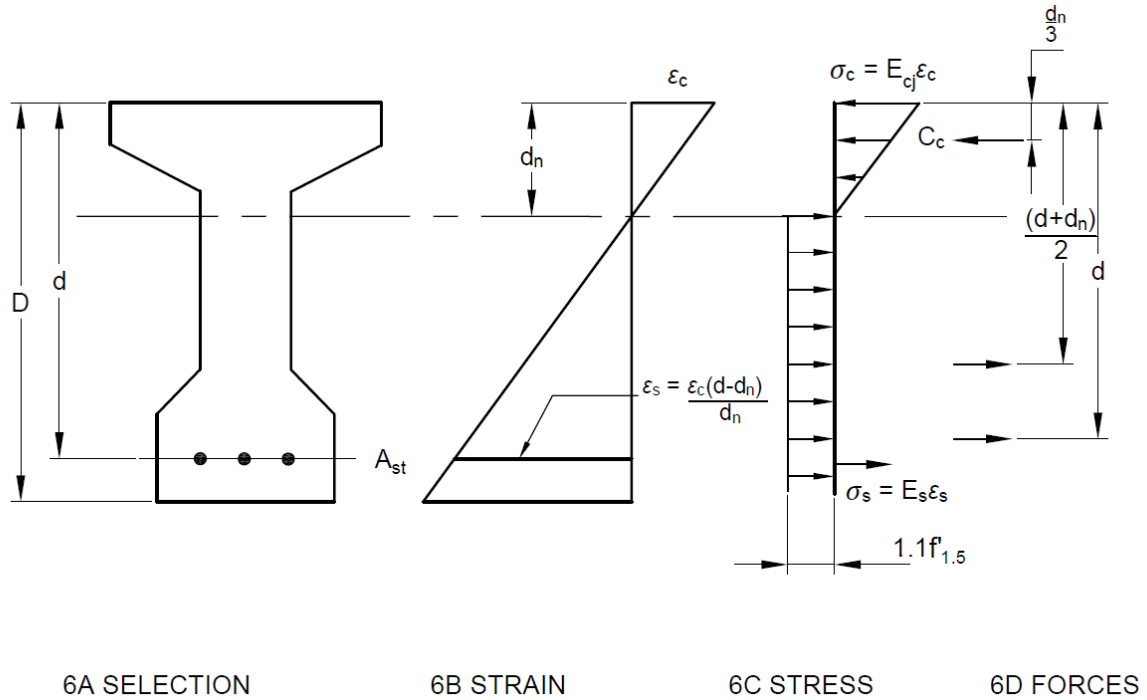 dn
3
εc
σc = Ecjεc
Cc
dn
(d+dn)
2
d
d
D
εs = εc(d-dn)
dn
Ast
σs = Esεs
1.1f'1.5
6A SELECTION
6B STRAIN
6C STRESS
6D FORCES